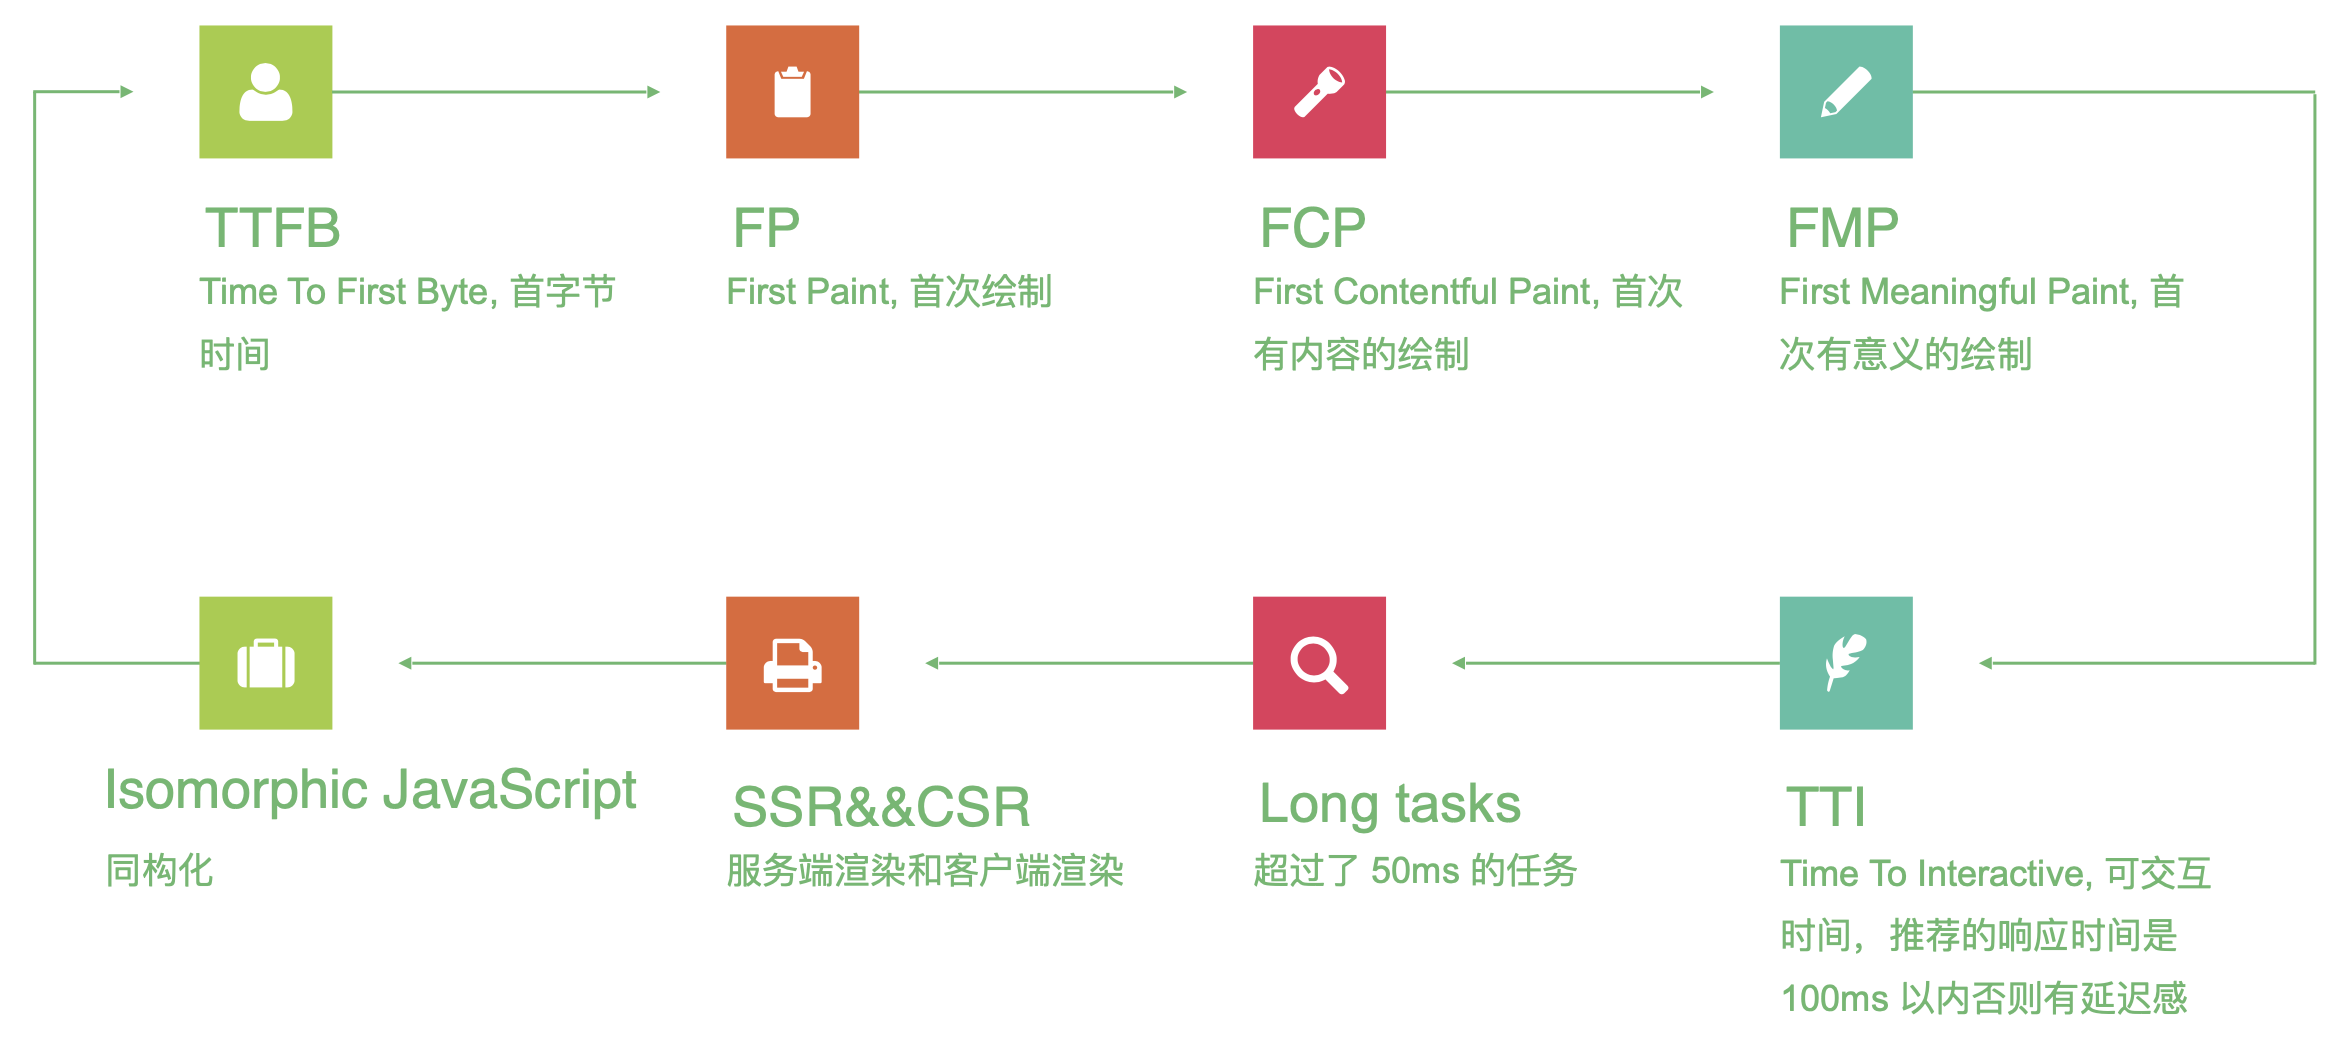 TTFB
Time To First Byte, 首字节
时间
FP
First Paint, 首次绘制
FCP
First Contentful Paint, 首次
有内容的绘制
FMP
First Meaningful Paint, 首
次有意义的绘制
Isomorphic JavaScript
同构化
SSR&&CSR
服务端渲染和客户端渲染
Long tasks
超过了 50ms 的任务
TTI
Time To Interactive, 可交互
时间，推荐的响应时间是
100ms 以内否则有延迟感